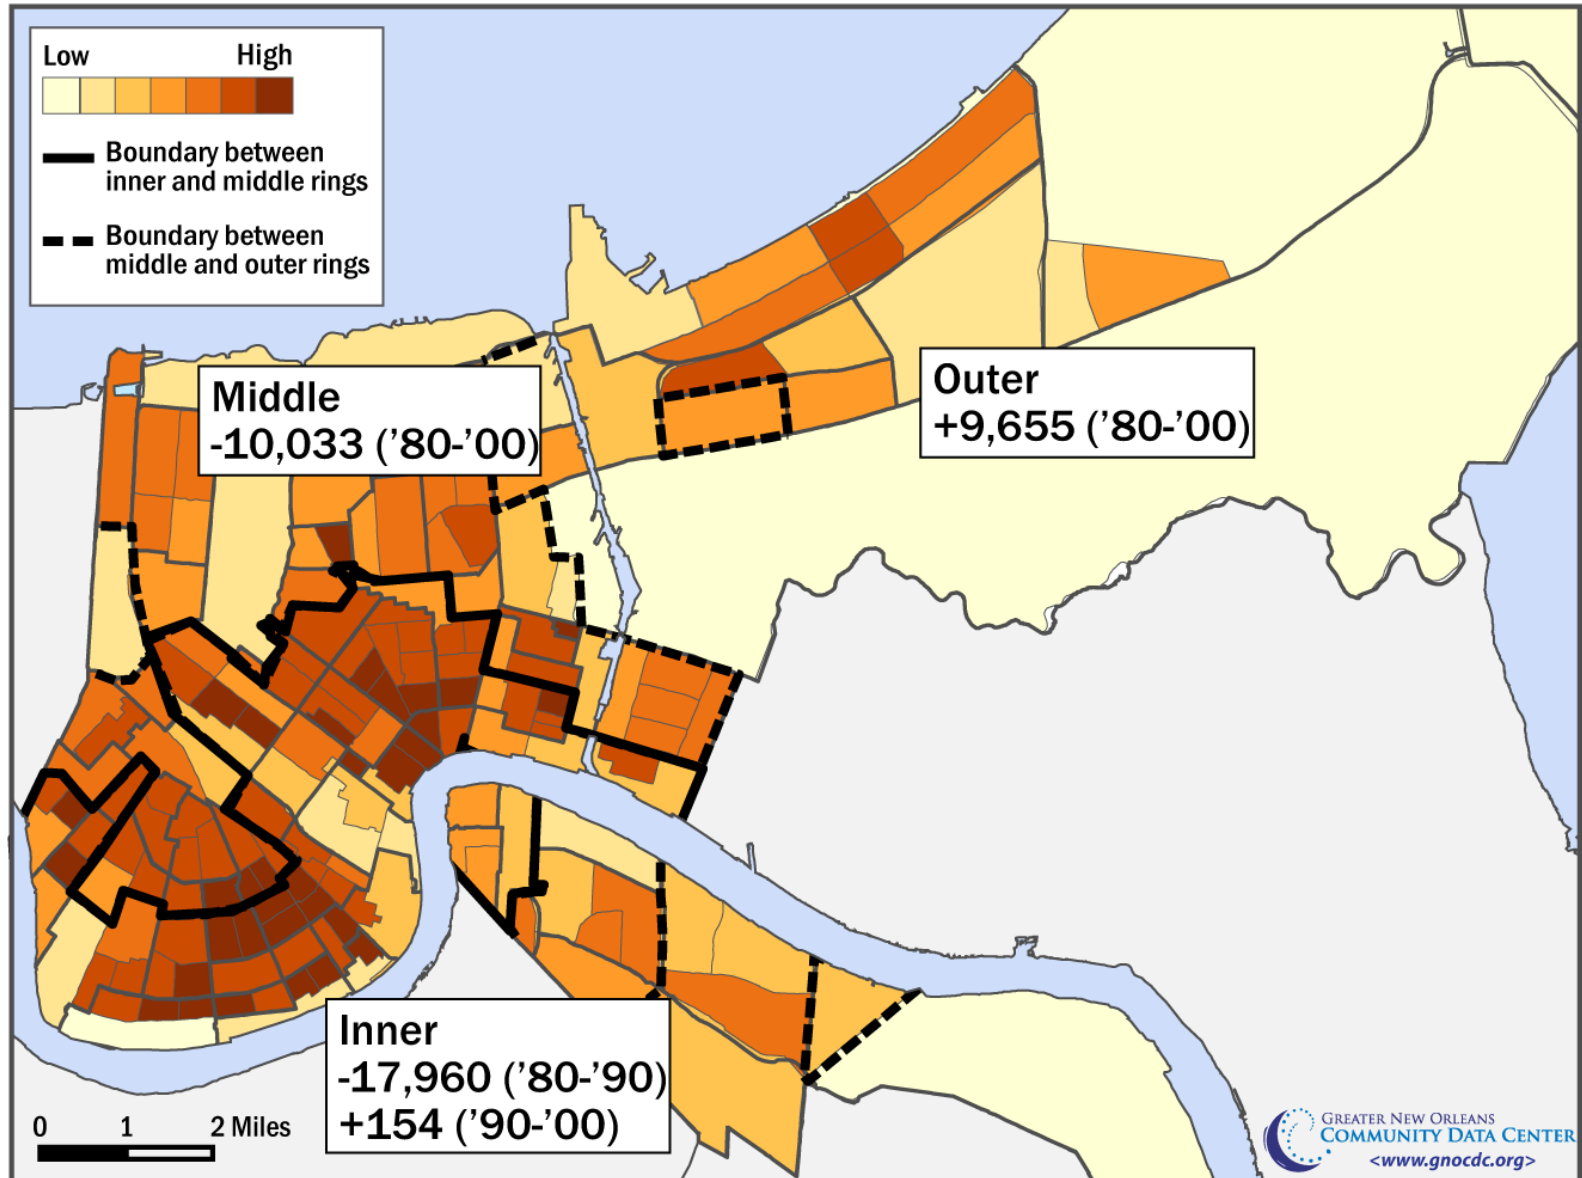 Low High
Boundary between
inner and middle rings
Boundary between
middle and outer rings
Middle
-10,033 (’80-’00)
Outer
+9,655 (’80-’00)
Inner
-17,960 (’80-’90)
+154 (’90-’00)
0 1 2 Miles
GREATER NEW ORLEANS
COMMUNITY DATA CENTER
<www.gnocdc.org>